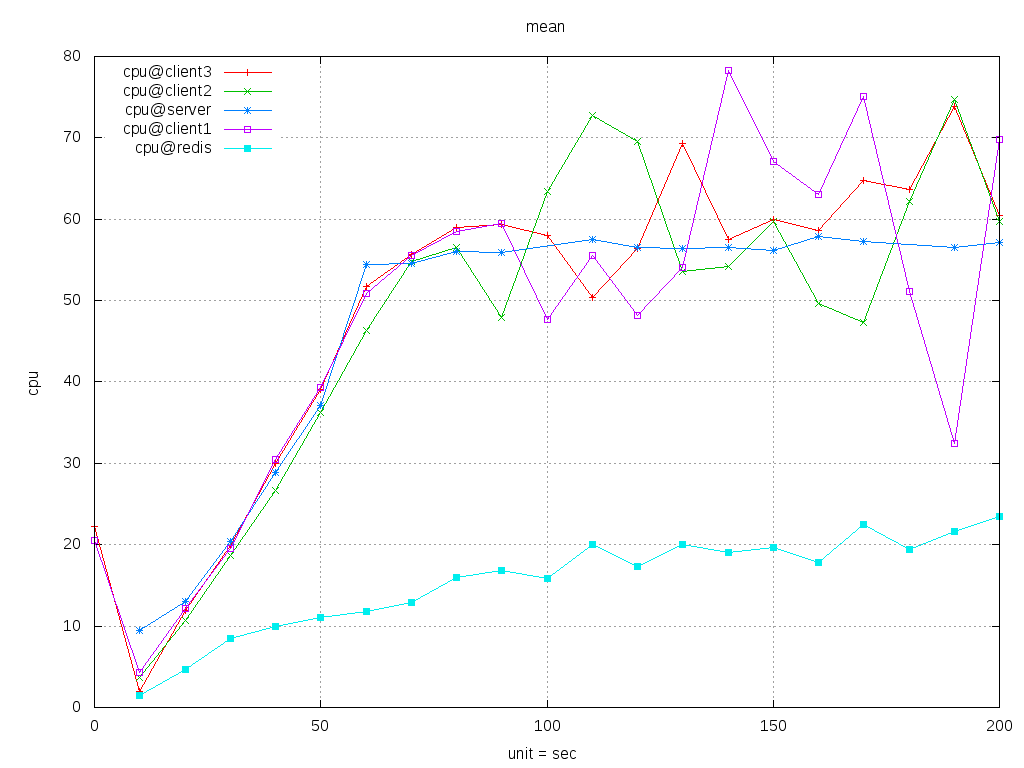 mean
80
70
60
50
40
30
20
10
0
cpu@client3
cpu@client2
cpu@server
cpu@client1
cpu@redis
cpu
0 50 100 150 200
unit = sec